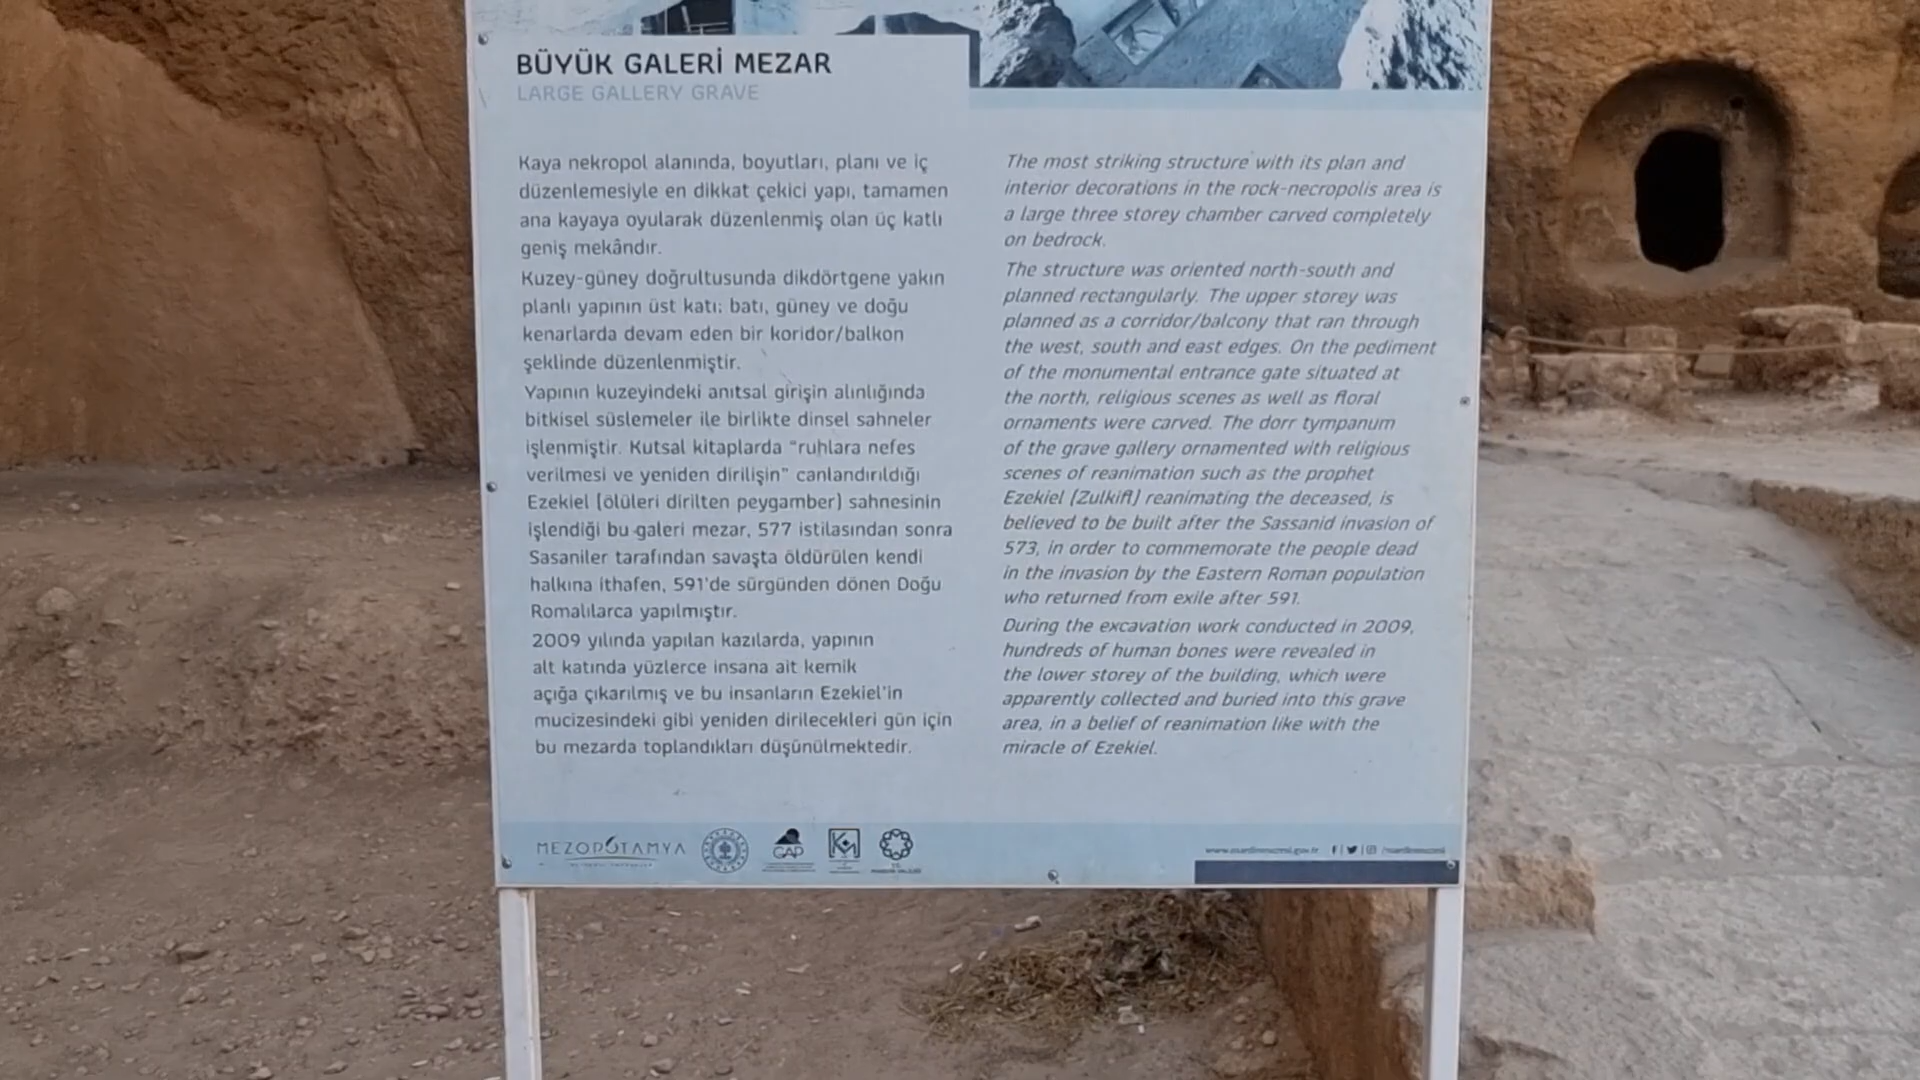 BÜYÜK GALERİ MEZAR
LARGE GALLERY GRAVE
Kaya nekropol alanında, boyutları, planı ve iç
düzenlemesiyle en dikkat çekici yapı, tamamen
ana kayaya oyularak düzenlenmiş olan üç katlı
geniş mekândır.
Kuzey-güney doğrultusunda dikdörtgene yakın
planlı yapının üst katı; batı, güney ve doğu
kenarlarda devam eden bir koridor/balkon
şeklinde düzenlenmiştir.
Yapının kuzeyindeki anıtsal girişin alınlığında
bitkisel süslemeler ile birlikte dinsel sahneler
işlenmiştir. Kutsal kitaplarda “ruhlara nefes
verilmesi ve yeniden dirilişin” canlandırıldığı
Ezekiel (ölüleri dirilten peygamber) sahnesinin
işlendiği bu galeri mezar, 577 istilasından sonra
Sasaniler tarafından savaşta öldürülen kendi
halkına ithafen, 591'de sürgünden dönen Doğu
Romalılarca yapılmıştır.
2009 yılında yapılan kazılarda, yapının
alt katında yüzlerce insana ait kemik
açığa çıkarılmış ve bu insanların Ezekiel'in
mucizesindeki gibi yeniden dirilecekleri gün için
bu mezarda toplandıkları düşünülmektedir.
The most striking structure with its plan and
interior decorations in the rock-necropolis area is
a large three storey chamber carved completely
on bedrock.
The structure was oriented north-south and
planned rectangularly. The upper storey was
planned as a corridor/balcony that ran through
the west, south and east edges. On the pediment
of the monumental entrance gate situated at
the north, religious scenes as well as floral
ornaments were carved. The dorr tympanum
of the grave gallery ornamented with religious
scenes of reanimation such as the prophet
Ezekiel (Zulkifl) reanimating the deceased, is
believed to be built after the Sassanid invasion of
573, in order to commemorate the people dead
in the invasion by the Eastern Roman population
who returned from exile after 591.
During the excavation work conducted in 2009,
hundreds of human bones were revealed in
the lower storey of the building, which were
apparently collected and buried into this grave
area, in a belief of reanimation like with the
miracle of Ezekiel.
MEZOPOTAMYA
GAP